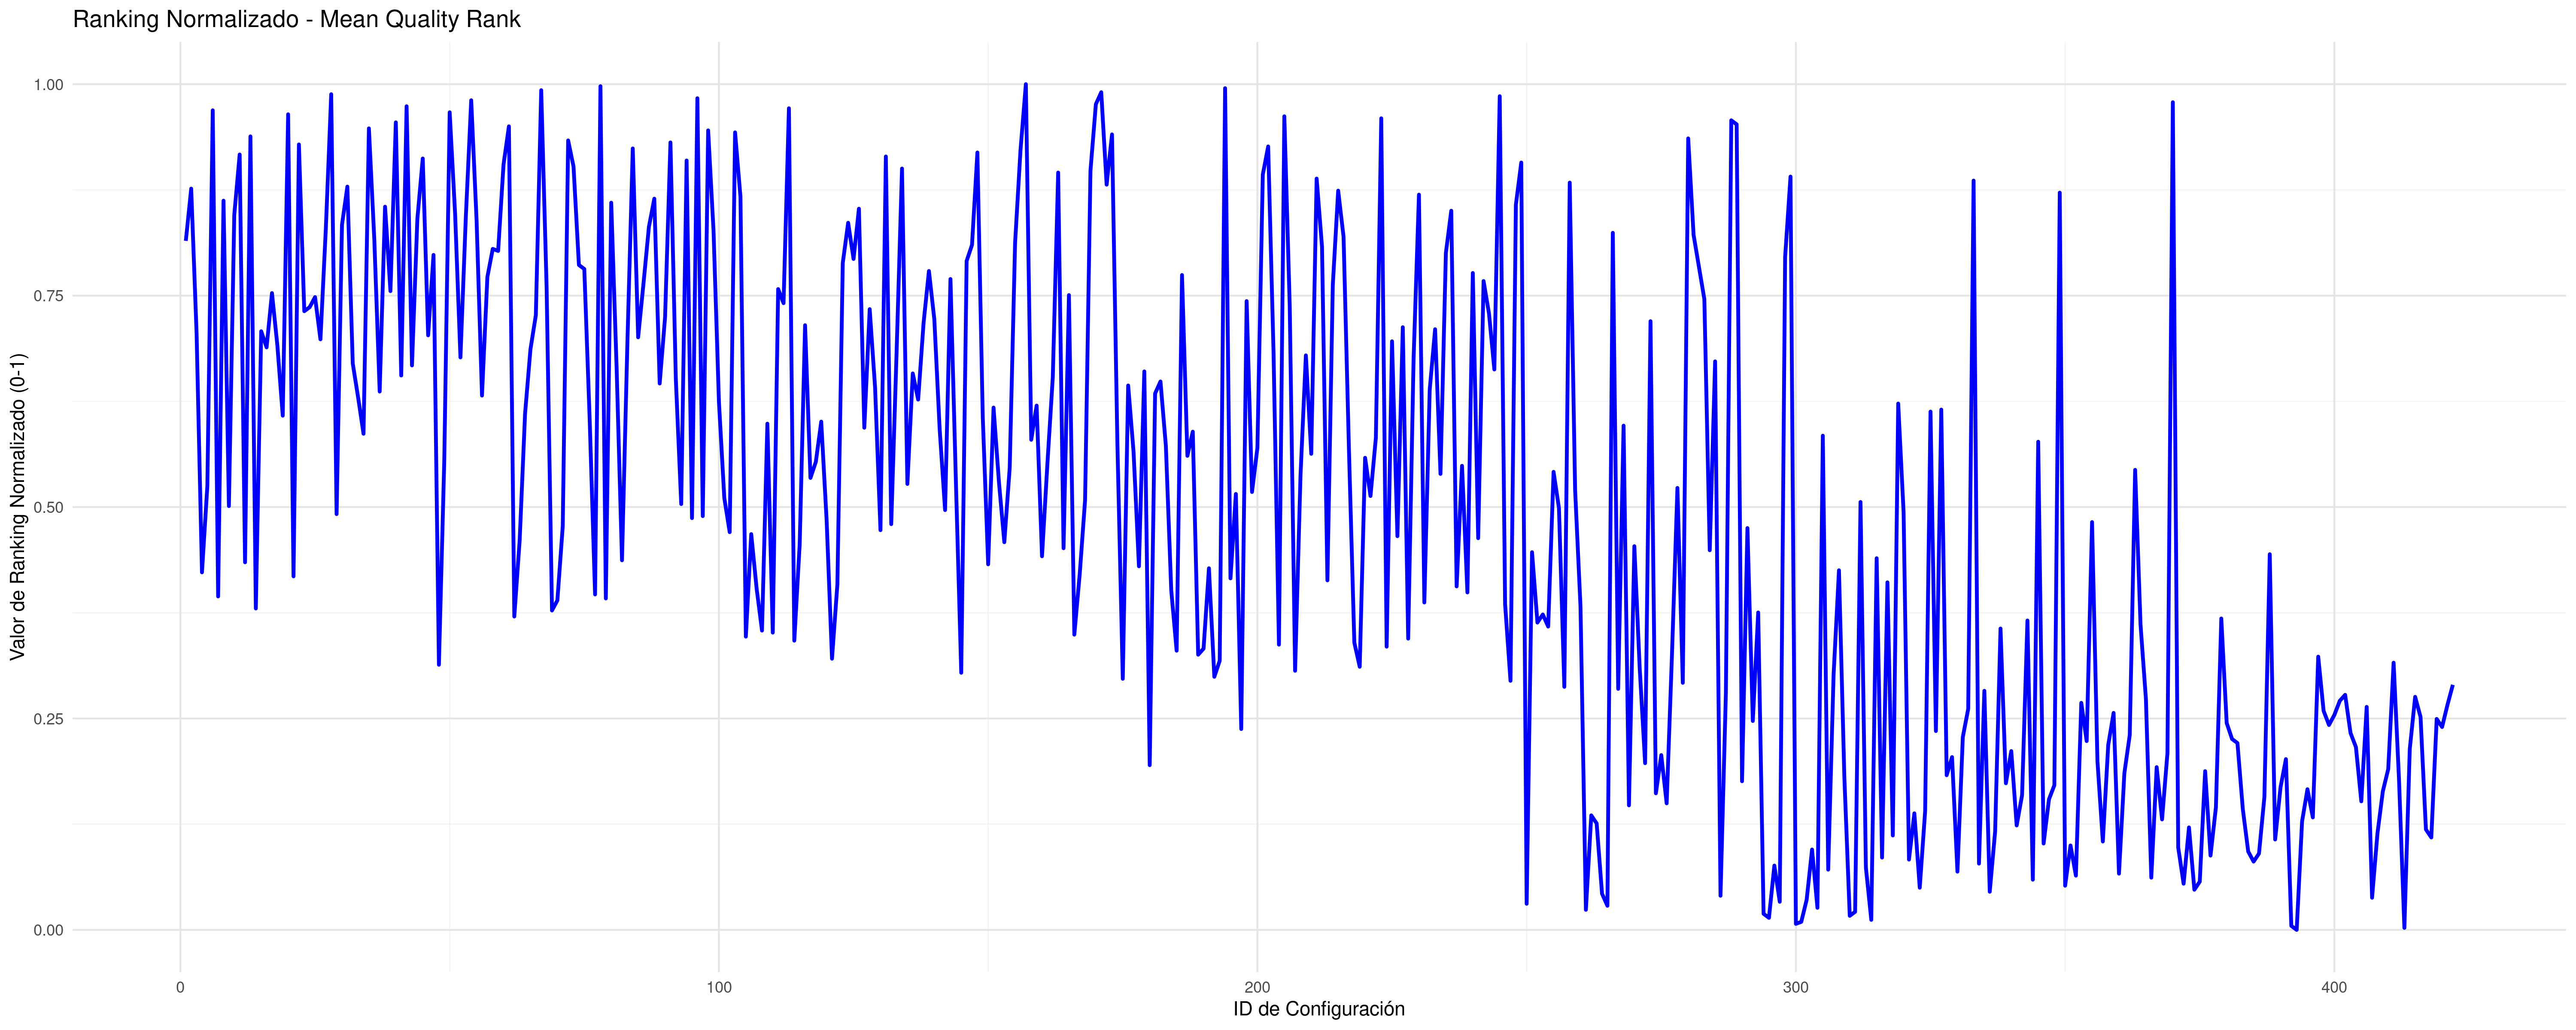 Ranking Normalizado - Mean Quality Rank
Valor de Ranking Normalizado (0-1)
1.00
0.75
0.50
0.25
0.00
0 100 200 300 400
ID de Configuración